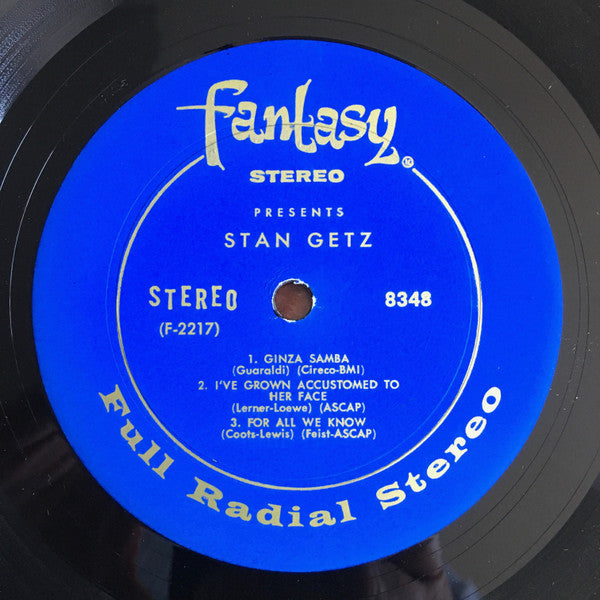 fantasy ®
STEREO
PRESENTS
STAN GETZ
STEREO
(F-2217)
8348
1. GINZA SAMBA
(Guaraldi) (Cireco-BMI)
2. I'VE GROWN ACCUSTOMED TO
HER FACE
(Lerner-Loewe) (ASCAP)
3. FOR ALL WE KNOW
(Coots-Lewis) (Feist-ASCAP)
Full Radial Stereo